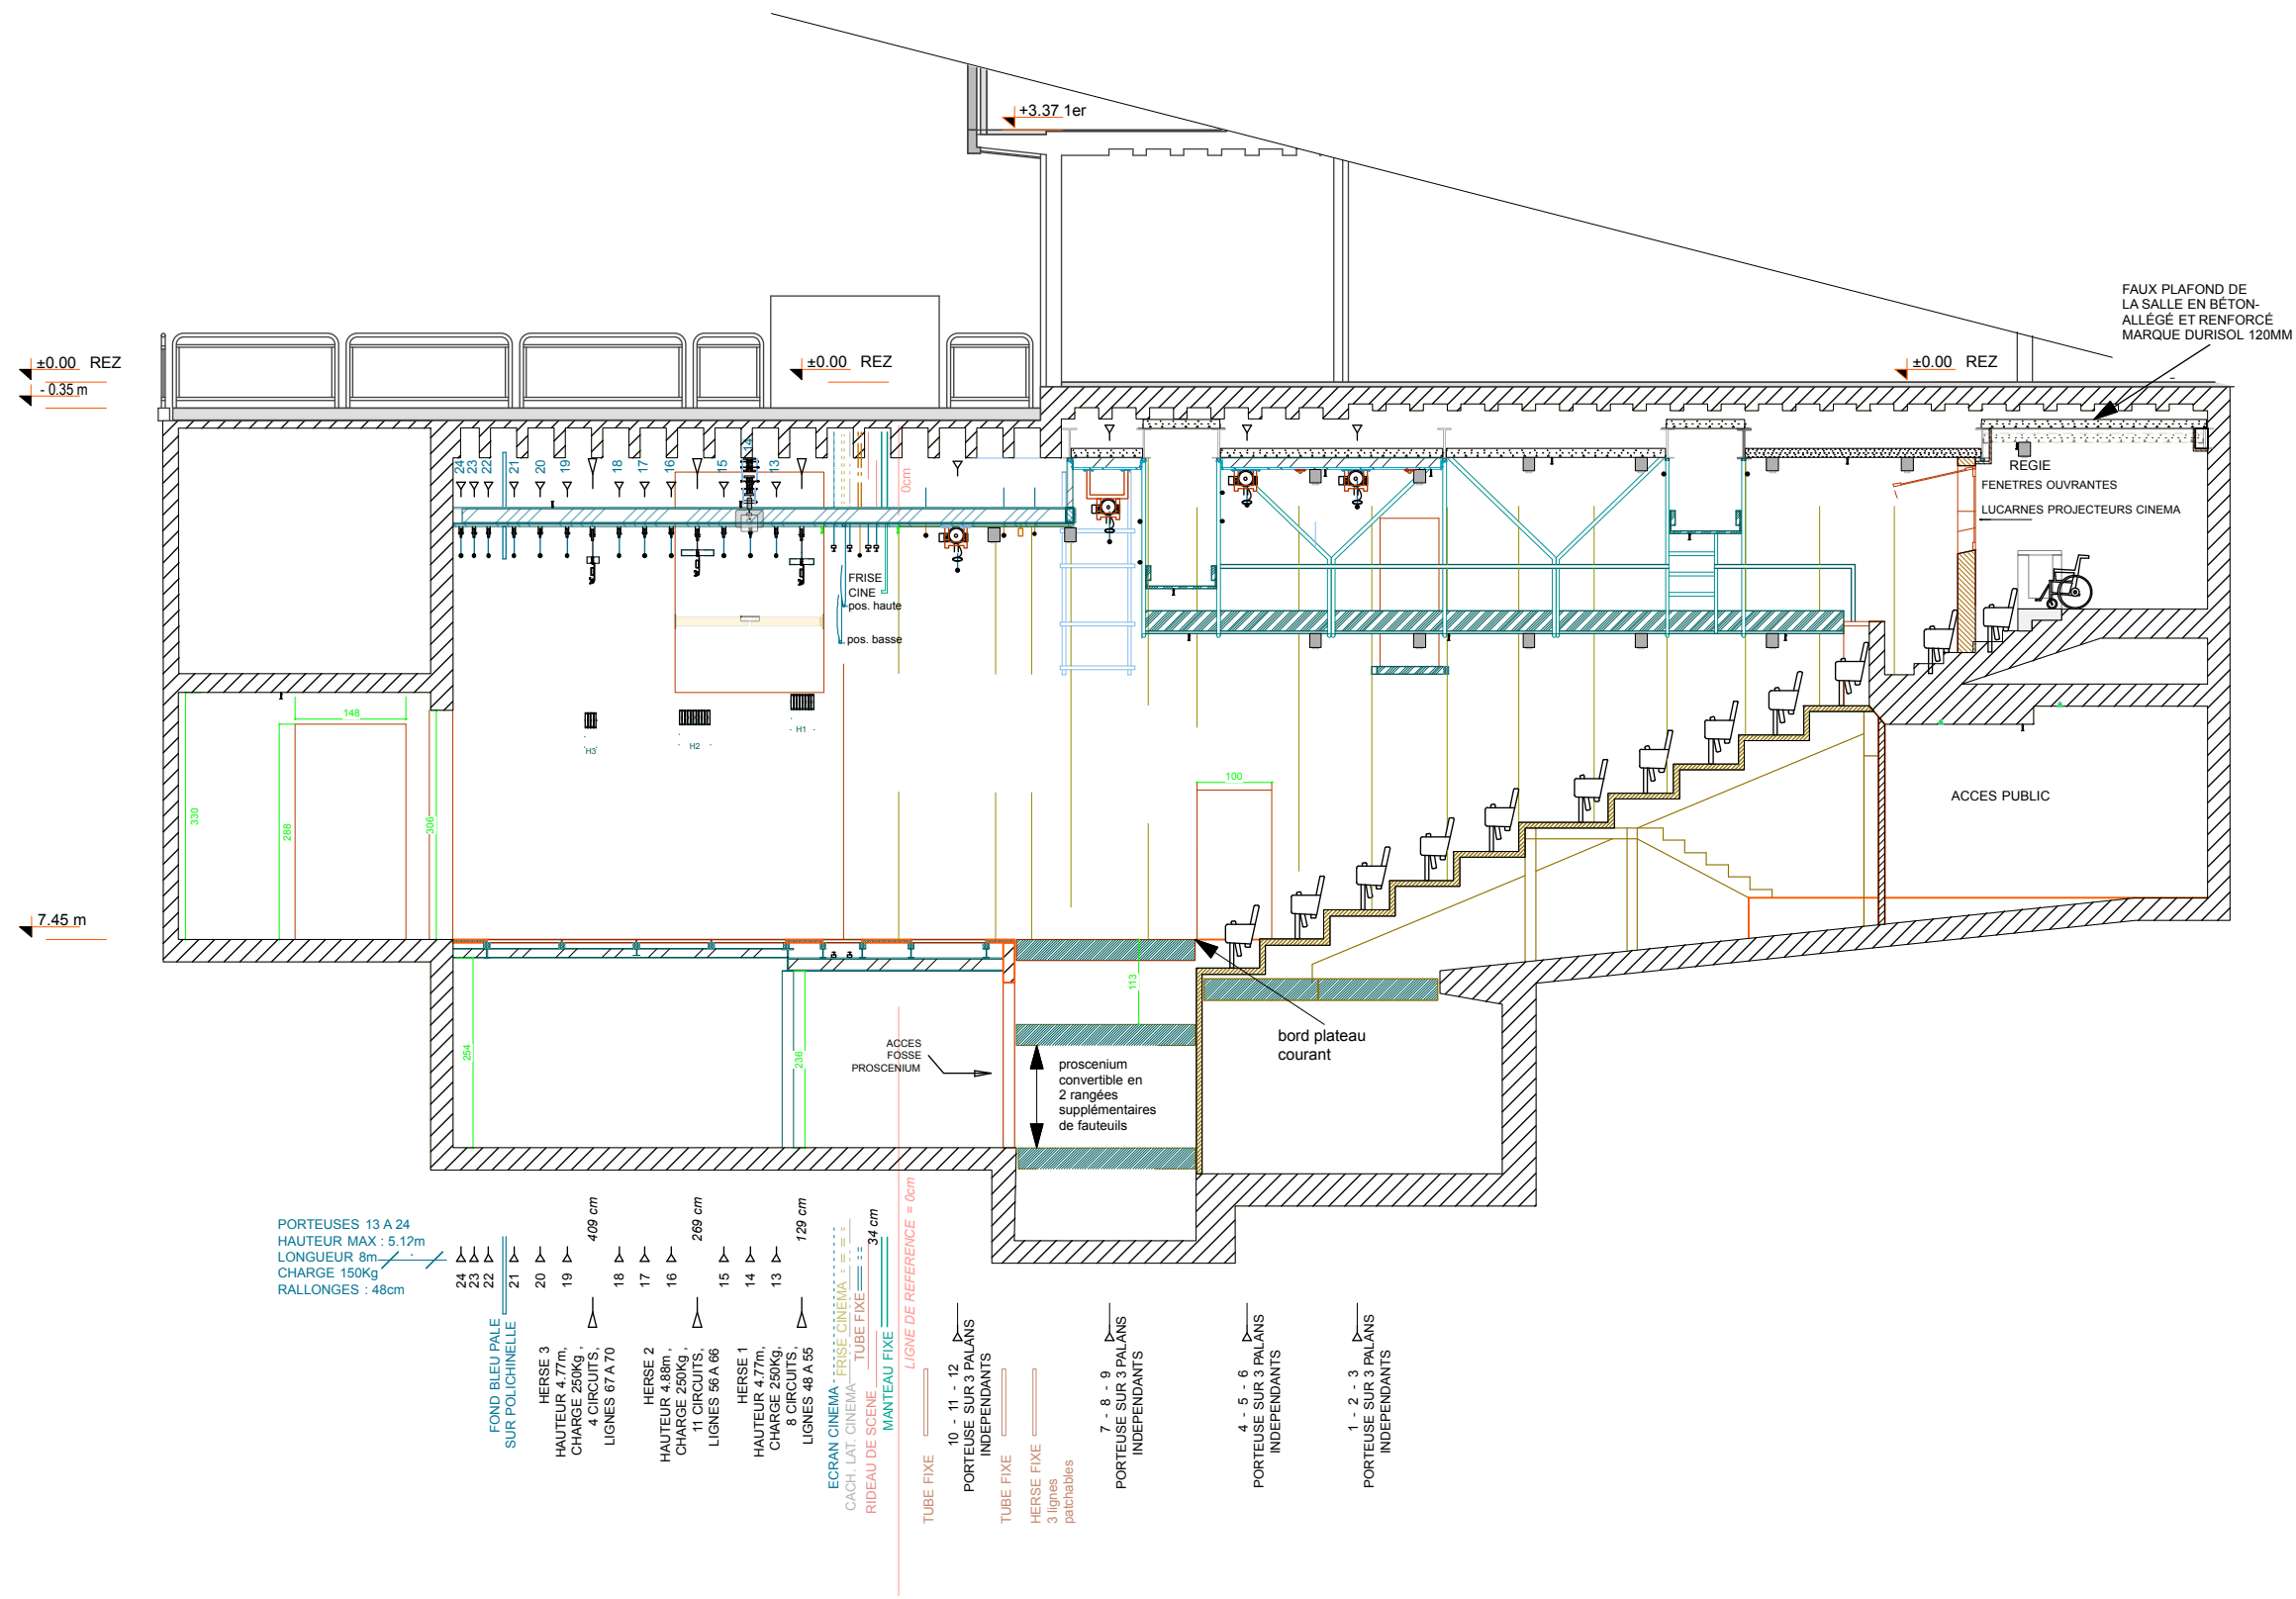 +3.37 1er
FAUX PLAFOND DE
LA SALLE EN BÉTON-
ALLÉGÉ ET RENFORCÉ
MARQUE DURISOL 120MM
±0.00 REZ
- 0.35 m
±0.00 REZ
±0.00 REZ
24
23
22
21
20
19
18
17
16
15
14
13
0cm
REGIE
FENETRES OUVRANTES
LUCARNES PROJECTEURS CINEMA
FRISE
CINE
pos. haute
pos. basse
148
H3
H2
H1
330
288
306
100
ACCES PUBLIC
7.45 m
113
254
236
ACCES
FOSSE
PROSCENIUM
proscenium
convertible en
2 rangées
supplémentaires
de fauteuils
bord plateau
courant
PORTEUSES 13 A 24
HAUTEUR MAX : 5.12m
LONGUEUR 8m
CHARGE 150Kg
RALLONGES : 48cm
24
23
22
21
20
19
409 cm
18
17
16
269 cm
15
14
13
129 cm
34 cm
FOND BLEU PALE
SUR POLICHINELLE
HERSE 3
HAUTEUR 4.77m,
CHARGE 250Kg ,
4 CIRCUITS,
LIGNES 67 A 70
HERSE 2
HAUTEUR 4.88m ,
CHARGE 250Kg ,
11 CIRCUITS,
LIGNES 56 A 66
HERSE 1
HAUTEUR 4.77m,
CHARGE 250Kg,
8 CIRCUITS,
LIGNES 48 A 55
ECRAN CINEMA
FRISE CINEMA
CACH. LAT. CINEMA
TUBE FIXE
RIDEAU DE SCENE
MANTEAU FIXE
LIGNE DE REFERENCE = 0cm
TUBE FIXE
10 - 11 - 12
PORTEUSE SUR 3 PALANS
INDEPENDANTS
TUBE FIXE
HERSE FIXE
3 lignes
patchables
7 - 8 - 9
PORTEUSE SUR 3 PALANS
INDEPENDANTS
4 - 5 - 6
PORTEUSE SUR 3 PALANS
INDEPENDANTS
1 - 2 - 3
PORTEUSE SUR 3 PALANS
INDEPENDANTS